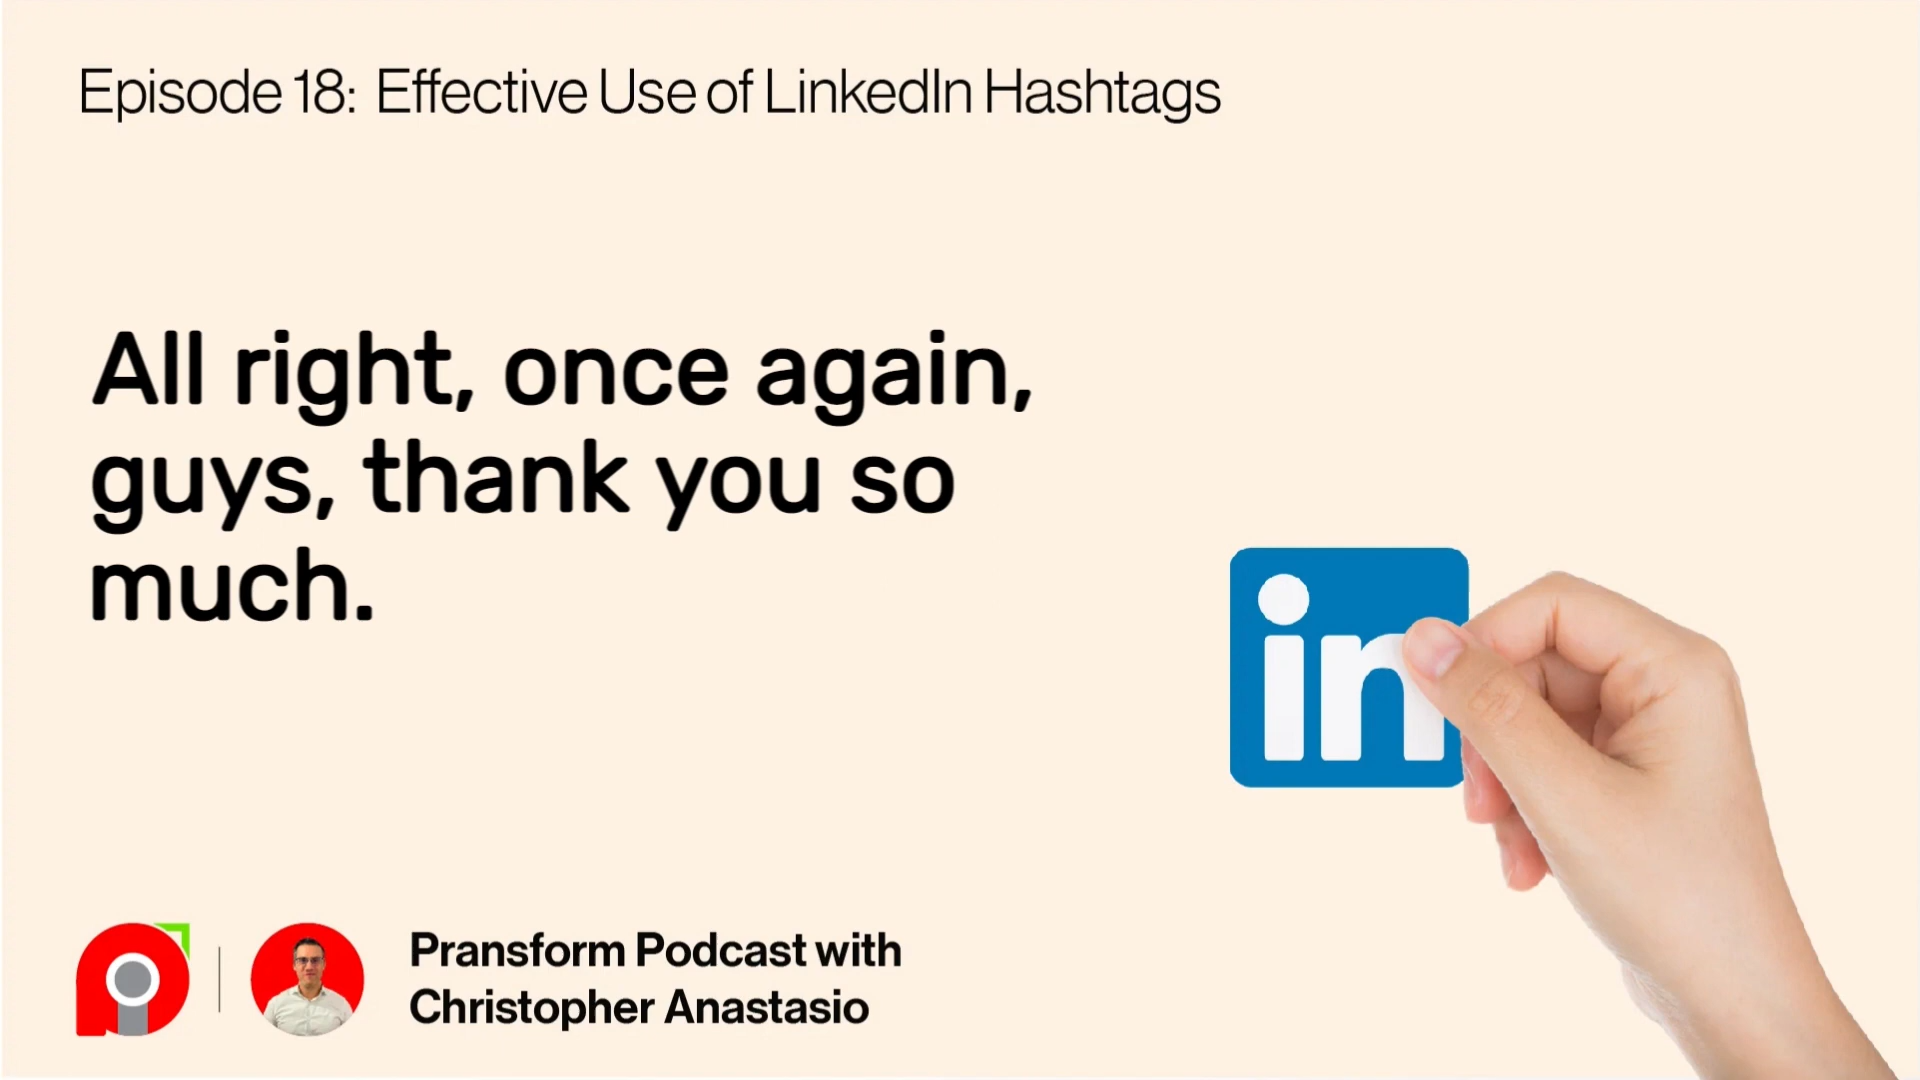 Episode 18: Effective Use of LinkedIn Hashtags
All right, once again,
guys, thank you so
much.
in
Pransform Podcast with
Christopher Anastasio